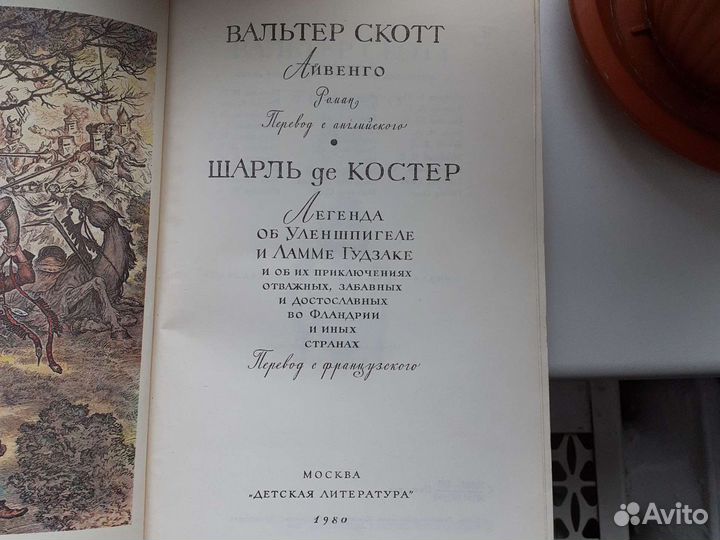 ВАЛЬТЕР СКОТТ
АЙВЕНГО
Роман
Перевод с английского
ШАРЛЬ де КОСТЕР
ЛЕГЕНДА
ОБ УЛЕНШПИГЕЛЕ
И ЛАММЕ ГУДЗАКЕ
И ОБ ИХ ПРИКЛЮЧЕНИЯХ
ОТВАЖНЫХ, ЗАБАВНЫХ
И ДОСТОСЛАВНЫХ
ВО ФЛАНДРИИ
И ИНЫХ
СТРАНАХ
Перевод с французского
МОСКВА
„ДЕТСКАЯ ЛИТЕРАТУРА"
1980
Avito